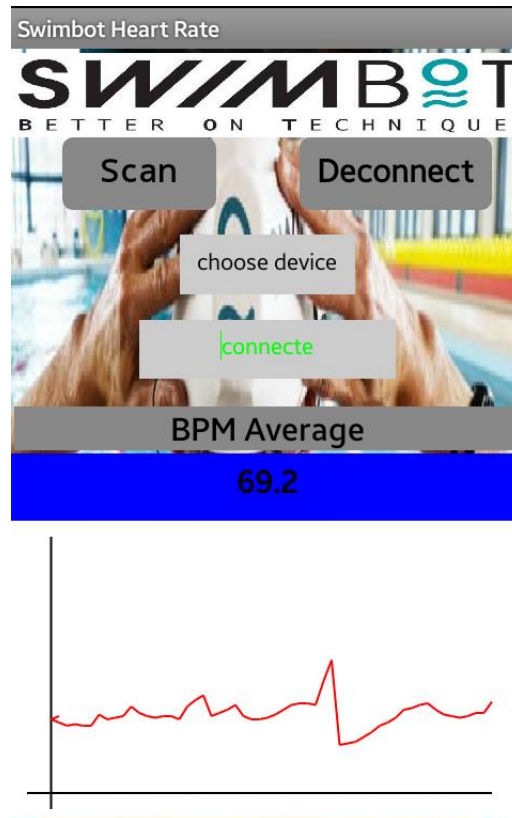 Swimbot Heart Rate
SWIMBOT
BETTER ON TECHNIQUE
Scan
Deconnect
choose device
connecte
BPM Average
69.2